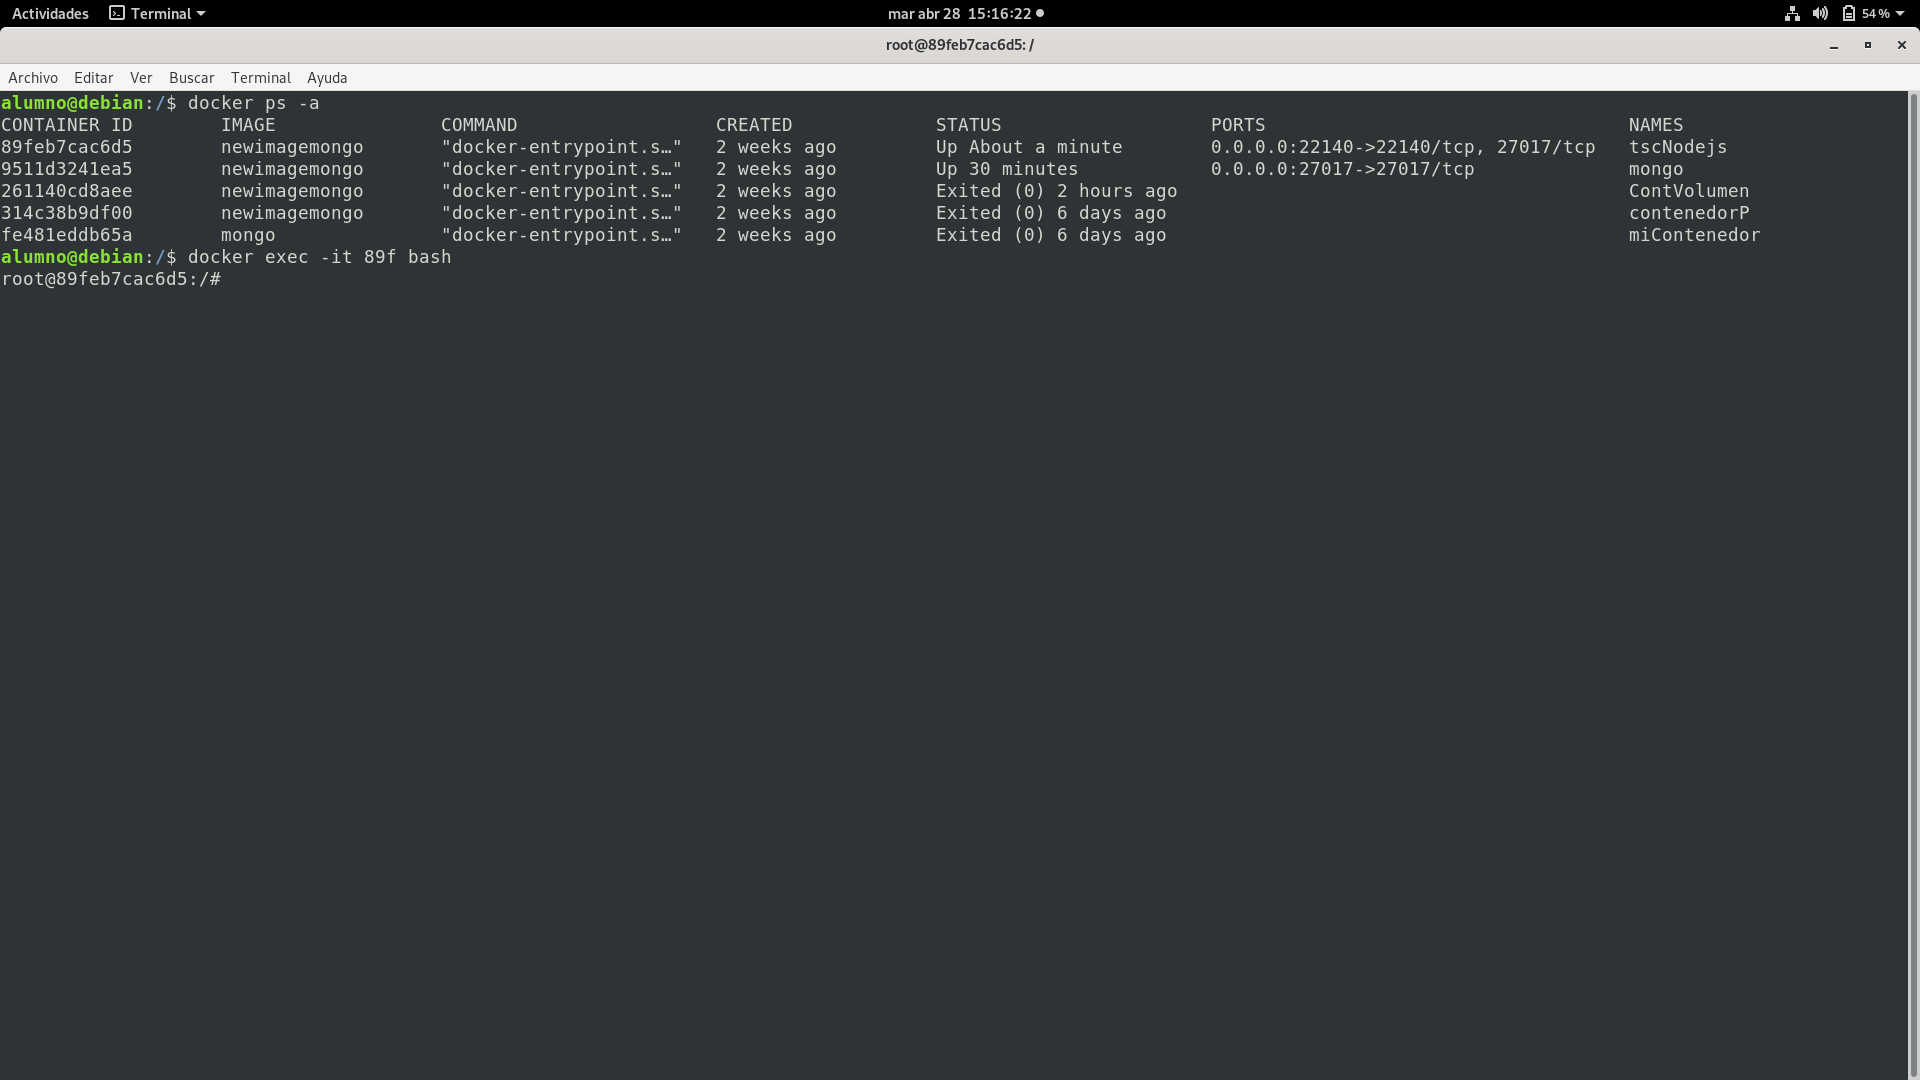 Actividades Terminal mar abr 28 15:16:22 54 %
root@89feb7cac6d5: /
Archivo Editar Ver Buscar Terminal Ayuda
alumno@debian:/$ docker ps -a
CONTAINER ID IMAGE COMMAND CREATED STATUS PORTS NAMES
89feb7cac6d5 newimagemongo "docker-entrypoint.s…" 2 weeks ago Up About a minute 0.0.0.0:22140->22140/tcp, 27017/tcp tscNodejs
9511d3241ea5 newimagemongo "docker-entrypoint.s…" 2 weeks ago Up 30 minutes 0.0.0.0:27017->27017/tcp mongo
261140cd8aee newimagemongo "docker-entrypoint.s…" 2 weeks ago Exited (0) 2 hours ago ContVolumen
314c38b9df00 newimagemongo "docker-entrypoint.s…" 2 weeks ago Exited (0) 6 days ago contenedorP
fe481eddb65a mongo "docker-entrypoint.s…" 2 weeks ago Exited (0) 6 days ago miContenedor
alumno@debian:/$ docker exec -it 89f bash
root@89feb7cac6d5:/#